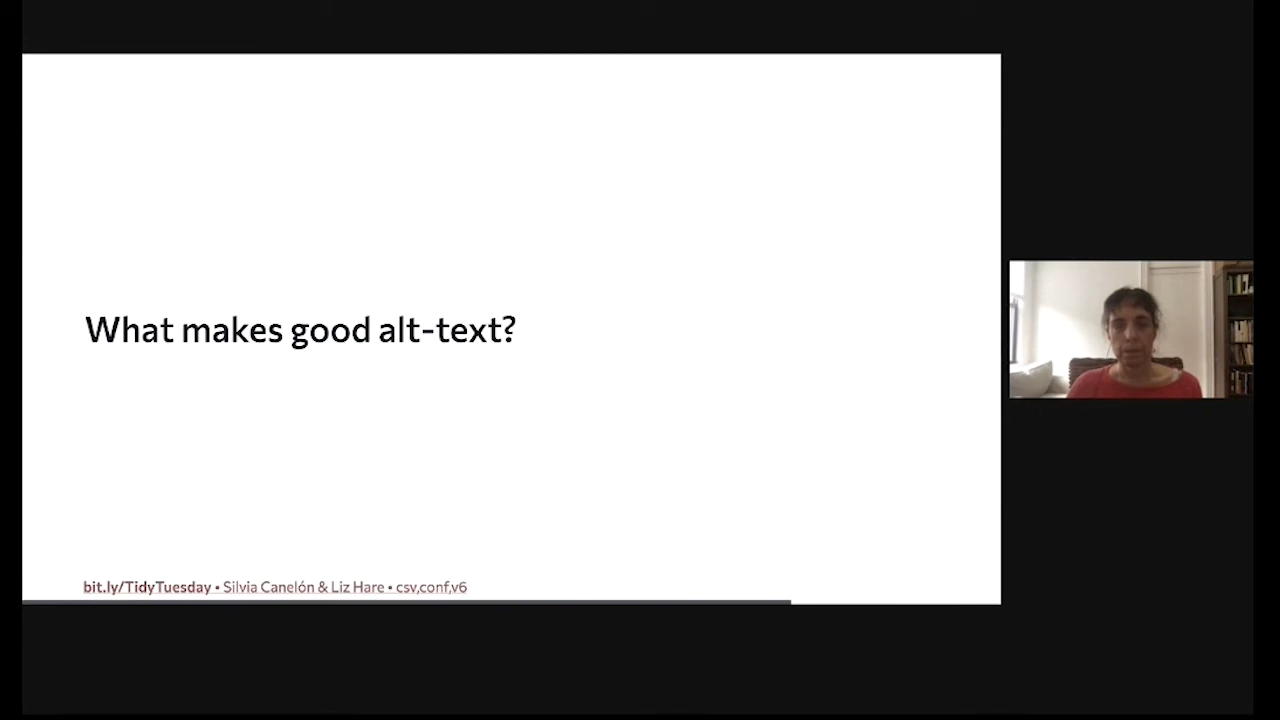 What makes good alt-text?
bit.ly/TidyTuesday • Silvia Canelón & Liz Hare • csv,conf,v6